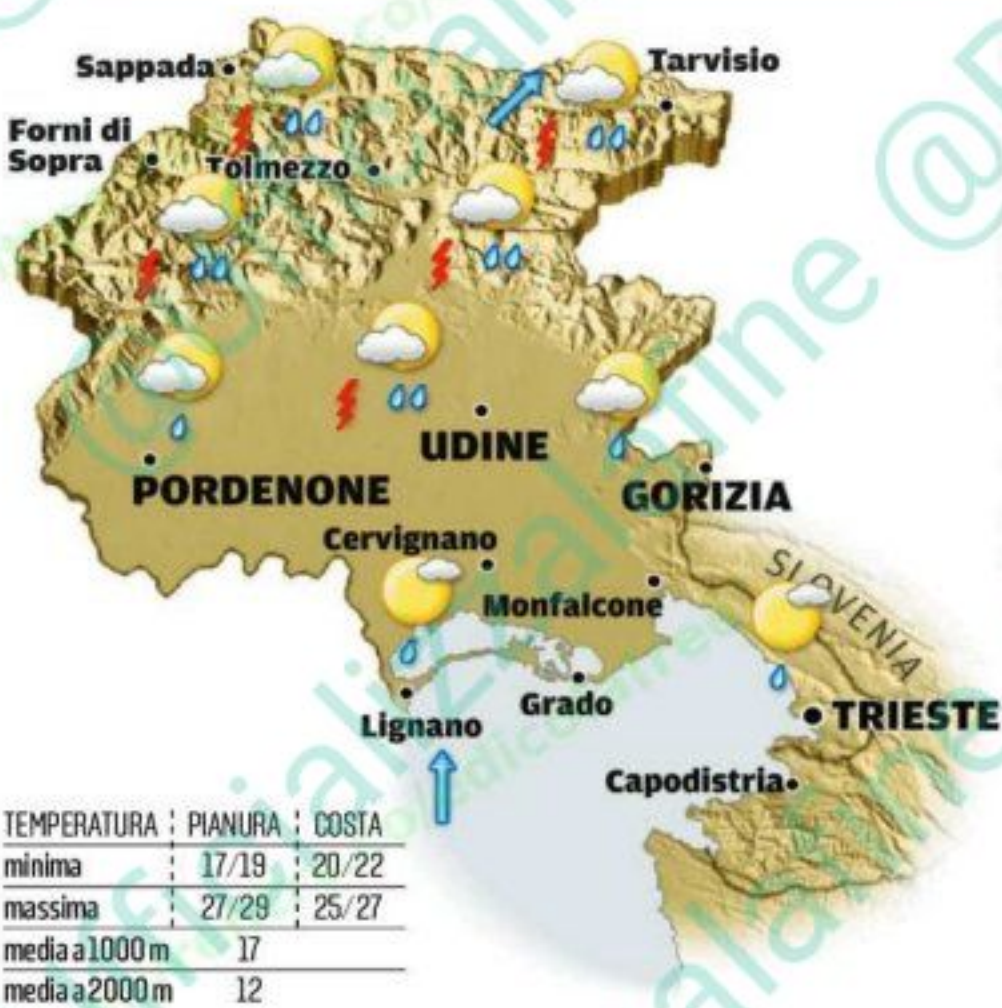 Sappada
Tarvisio
Forni di
Sopra
Tolmezzo
UDINE
PORDENONE
GORIZIA
Cervignano
SLOVENIA
Monfalcone
Grado
Lignano
TRIESTE
Capodistria
TEMPERATURA PIANURA COSTA
minima 17/19 20/22
massima 27/29 25/27
media a 1000 m 17
media a 2000 m 12